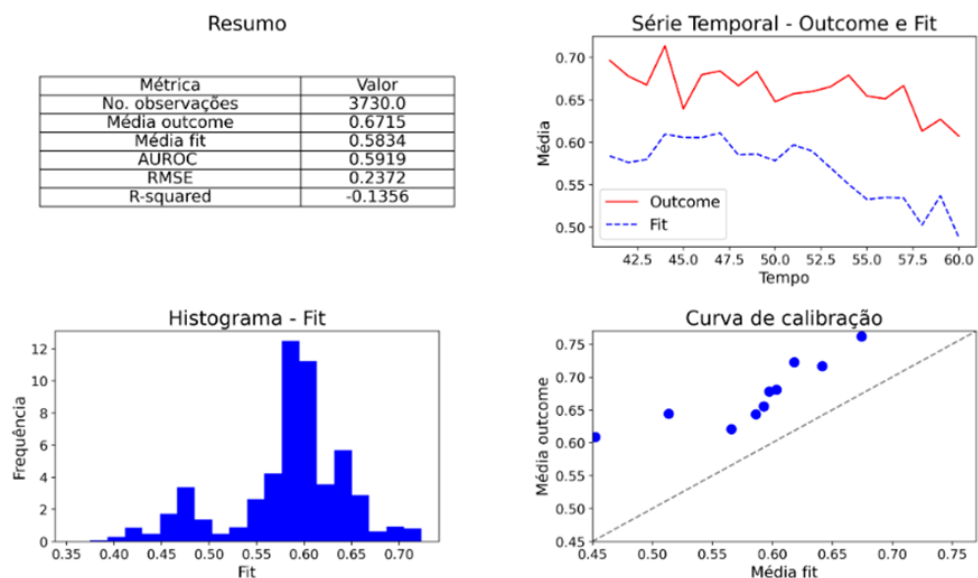 Resumo
Métrica Valor
No. observações 3730.0
Média outcome 0.6715
Média fit 0.5834
AUROC 0.5919
RMSE 0.2372
R-squared -0.1356
Série Temporal - Outcome e Fit
Média
0.70
0.65
0.60
0.55
0.50
Outcome
Fit
42.5 45.0 47.5 50.0 52.5 55.0 57.5 60.0
Tempo
Histograma - Fit
Frequência
12
10
8
6
4
2
0
0.35 0.40 0.45 0.50 0.55 0.60 0.65 0.70
Fit
Curva de calibração
Média outcome
0.75
0.70
0.65
0.60
0.55
0.50
0.45
0.45 0.50 0.55 0.60 0.65 0.70 0.75
Média fit